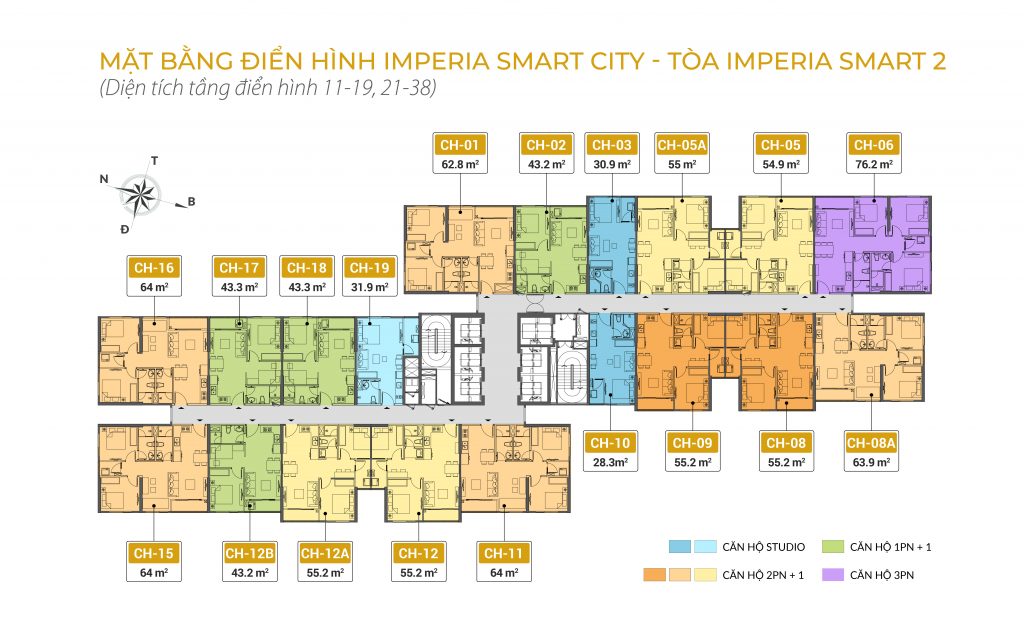 MẶT BẰNG ĐIỂN HÌNH IMPERIA SMART CITY - TÒA IMPERIA SMART 2
(Diện tích tầng điển hình 11-19, 21-38)
CH-01
62.8 m²
CH-02
43.2 m²
CH-03
30.9 m²
CH-05A
55 m²
CH-05
54.9 m²
CH-06
76.2 m²
T
N
B
Đ
CH-16
64 m²
CH-17
43.3 m²
CH-18
43.3 m²
CH-19
31.9 m²
CH-10
28.3m²
CH-09
55.2 m²
CH-08
55.2 m²
CH-08A
63.9 m²
CH-15
64 m²
CH-12B
43.2 m²
CH-12A
55.2 m²
CH-12
55.2 m²
CH-11
64 m²
CĂN HỘ STUDIO
CĂN HỘ 1PN + 1
CĂN HỘ 2PN + 1
CĂN HỘ 3PN